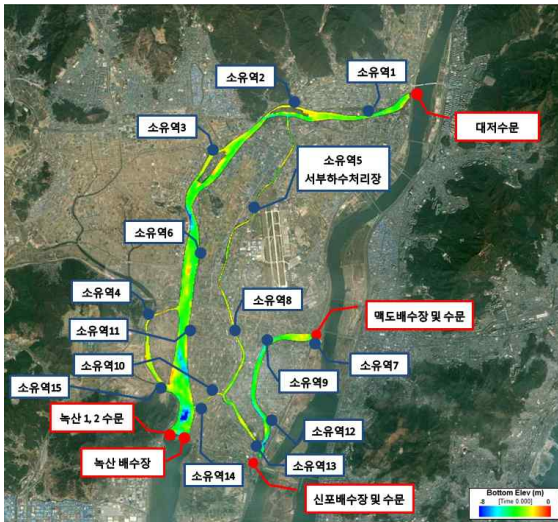 소유역2
소유역1
대저수문
소유역3
소유역5
서부하수처리장
소유역6
소유역4
소유역8
맥도배수장 및 수문
소유역11
소유역10
소유역9
소유역7
소유역15
녹산 1, 2 수문
소유역12
녹산 배수장
소유역14
소유역13
신포배수장 및 수문
Bottom Elev (m)
-8 [Time 0.000] 0